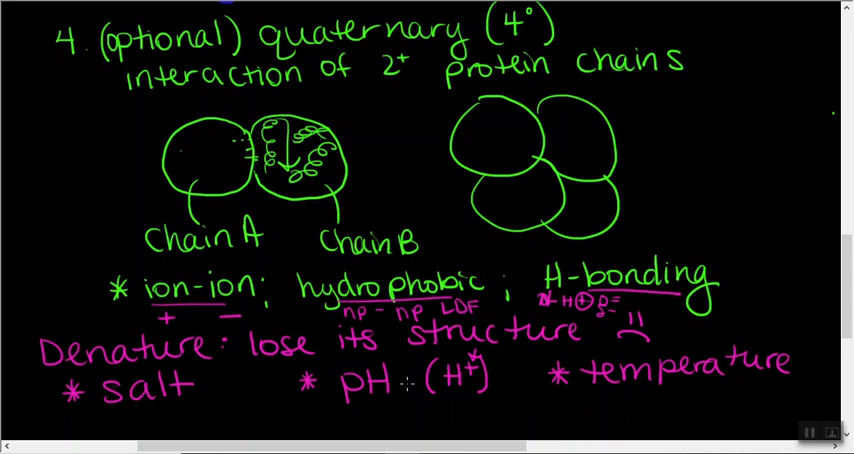 4. (optional) quaternary (4°)
interaction of 2+ protein chains
Chain A
Chain B
* ion-ion; hydrophobic; H-bonding
+ - np - np LDF
Denature: lose its structure
* salt * pH (H+) * temperature